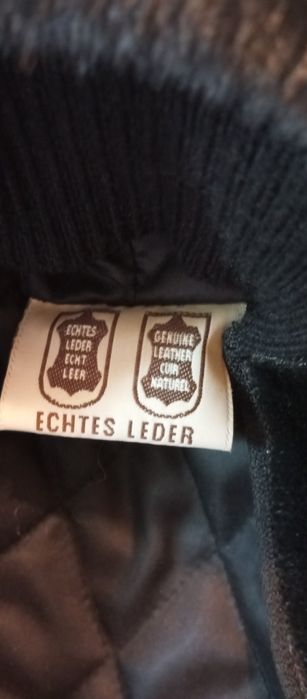 ECHTES
LEDER
ECHT
LEER
GENUINE
LEATHER
CUIR
NATUREL
ECHTES LEDER